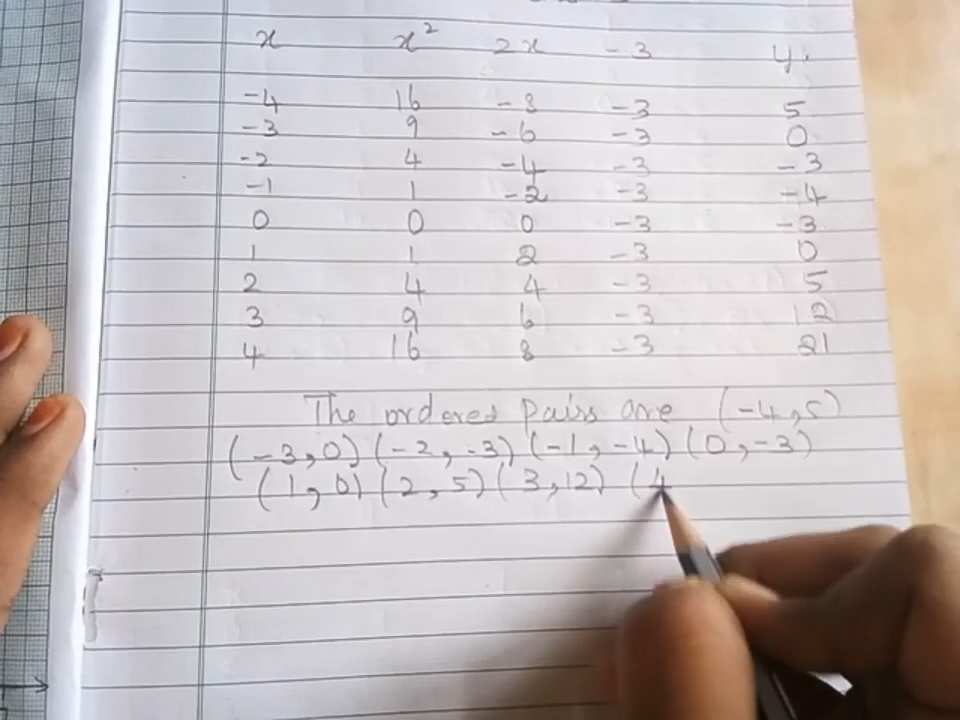 x x² 2x -3 y.
-4 16 -8 -3 5
-3 9 -6 -3 0
-2 4 -4 -3 -3
-1 1 -2 -3 -4
0 0 0 -3 -3
1 1 2 -3 0
2 4 4 -3 5
3 9 6 -3 12
4 16 8 -3 21
The ordered pairs are (-4,5)
(-3,0) (-2,-3) (-1,-4) (0,-3)
(1,0) (2,5) (3,12) (4